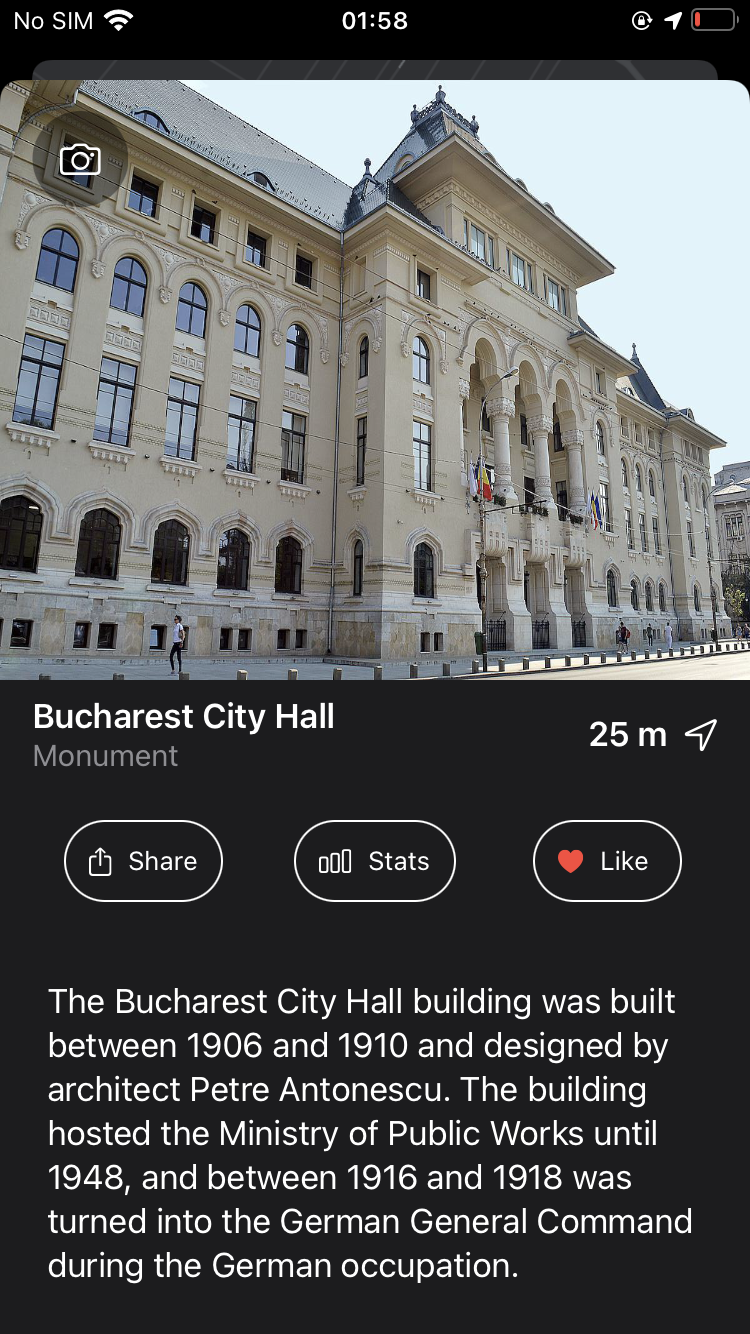 No SIM 01:58
Bucharest City Hall
Monument
25 m
Share Stats Like
The Bucharest City Hall building was built
between 1906 and 1910 and designed by
architect Petre Antonescu. The building
hosted the Ministry of Public Works until
1948, and between 1916 and 1918 was
turned into the German General Command
during the German occupation.